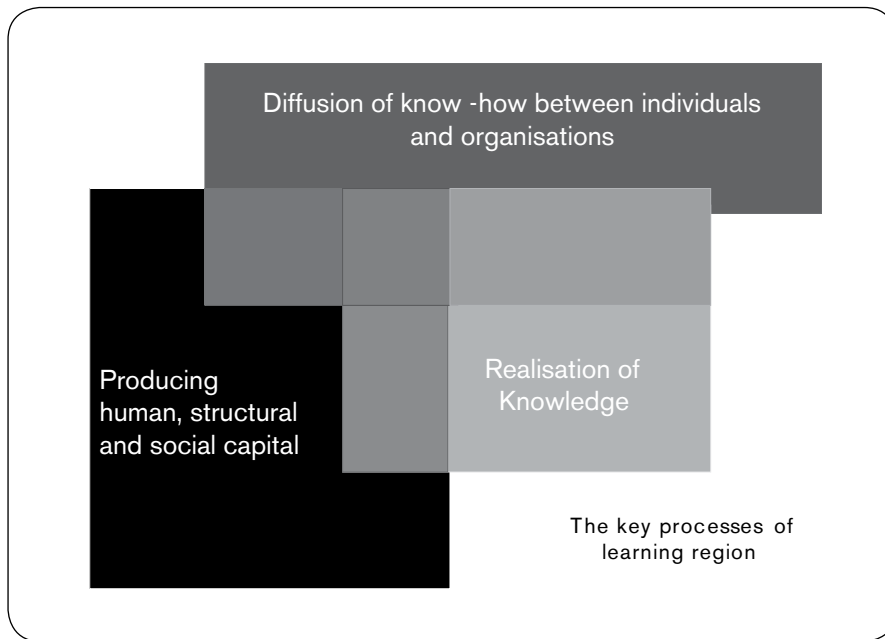 Diffusion of know -how between individuals
and organisations
Producing
human, structural
and social capital
Realisation of
Knowledge
The key processes of
learning region